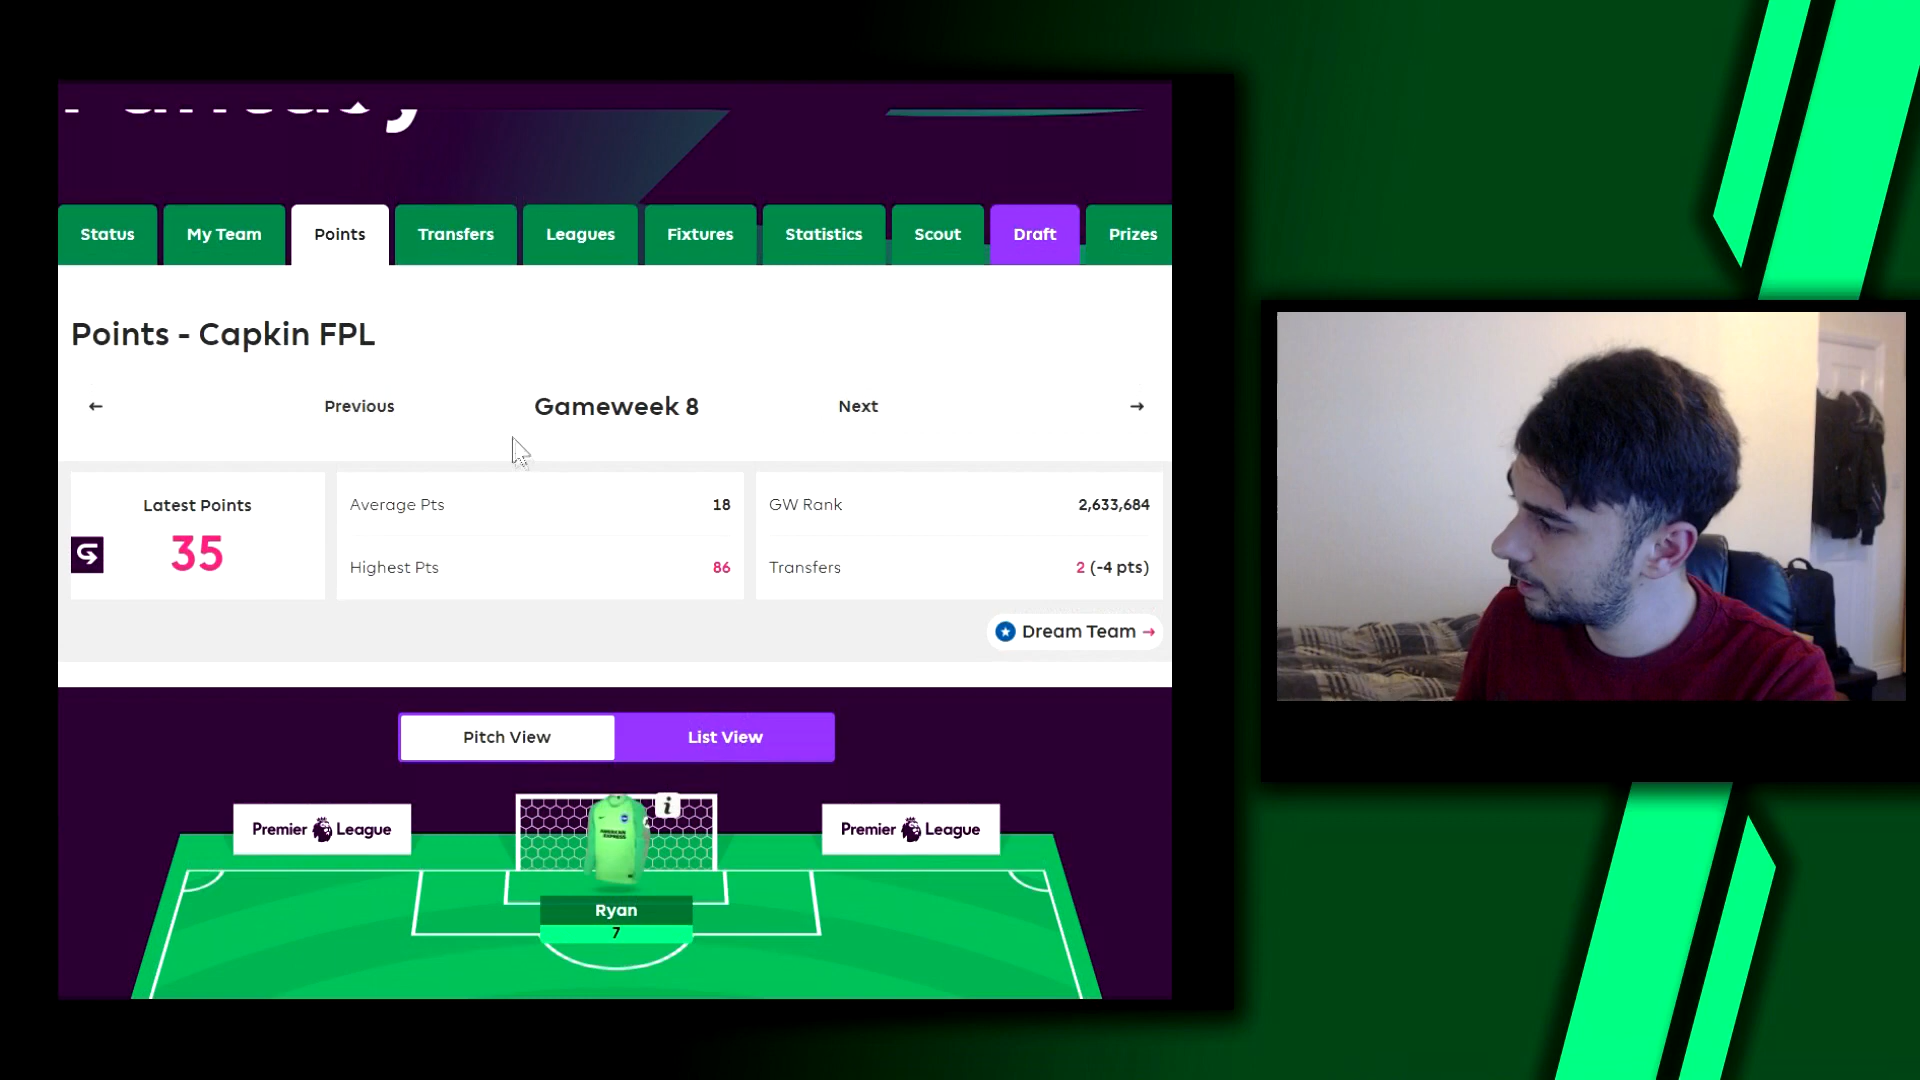 Status
My Team
Points
Transfers
Leagues
Fixtures
Statistics
Scout
Draft
Prizes
Points - Capkin FPL
← Previous
Gameweek 8
Next →
Latest Points
35
Average Pts 18
Highest Pts 86
GW Rank 2,633,684
Transfers 2 (-4 pts)
Dream Team →
Pitch View
List View
Premier League
Premier League
i
AMERICAN EXPRESS
Ryan
7